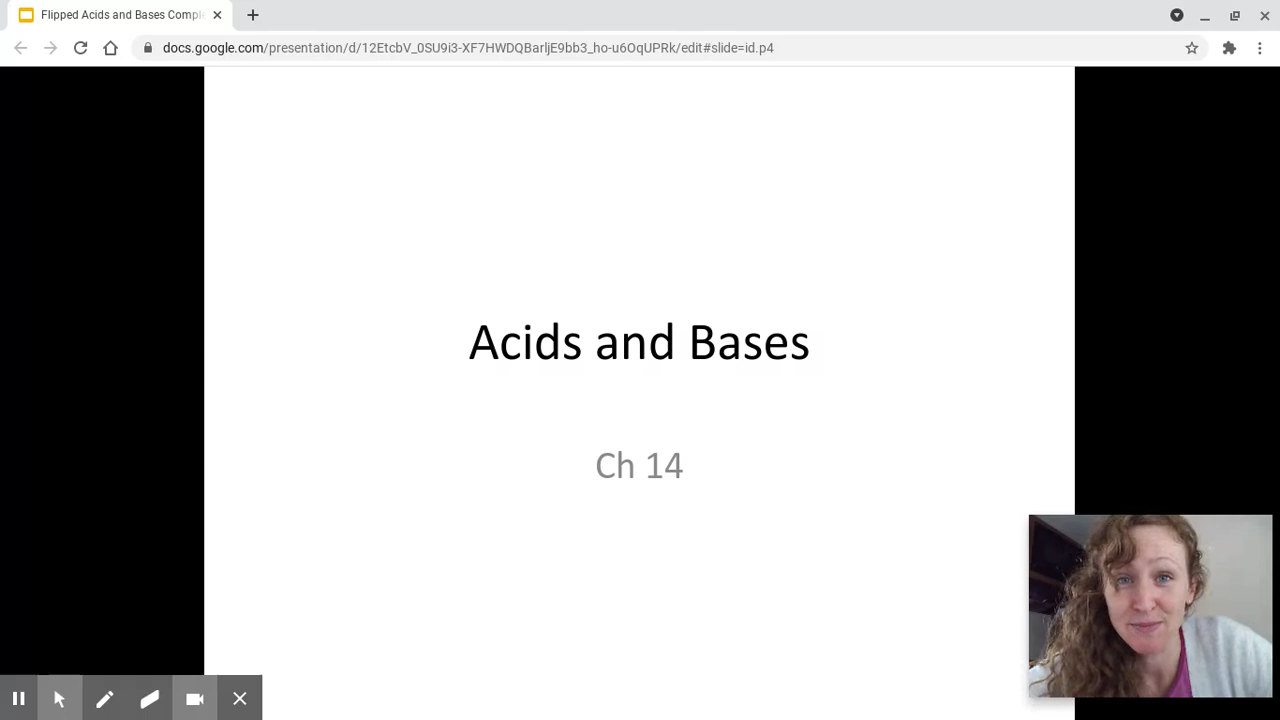 Flipped Acids and Bases Comple
docs.google.com/presentation/d/12EtcbV_0SU9i3-XF7HWDQBarljE9bb3_ho-u6OqUPRk/edit#slide=id.p4
Acids and Bases
Ch 14